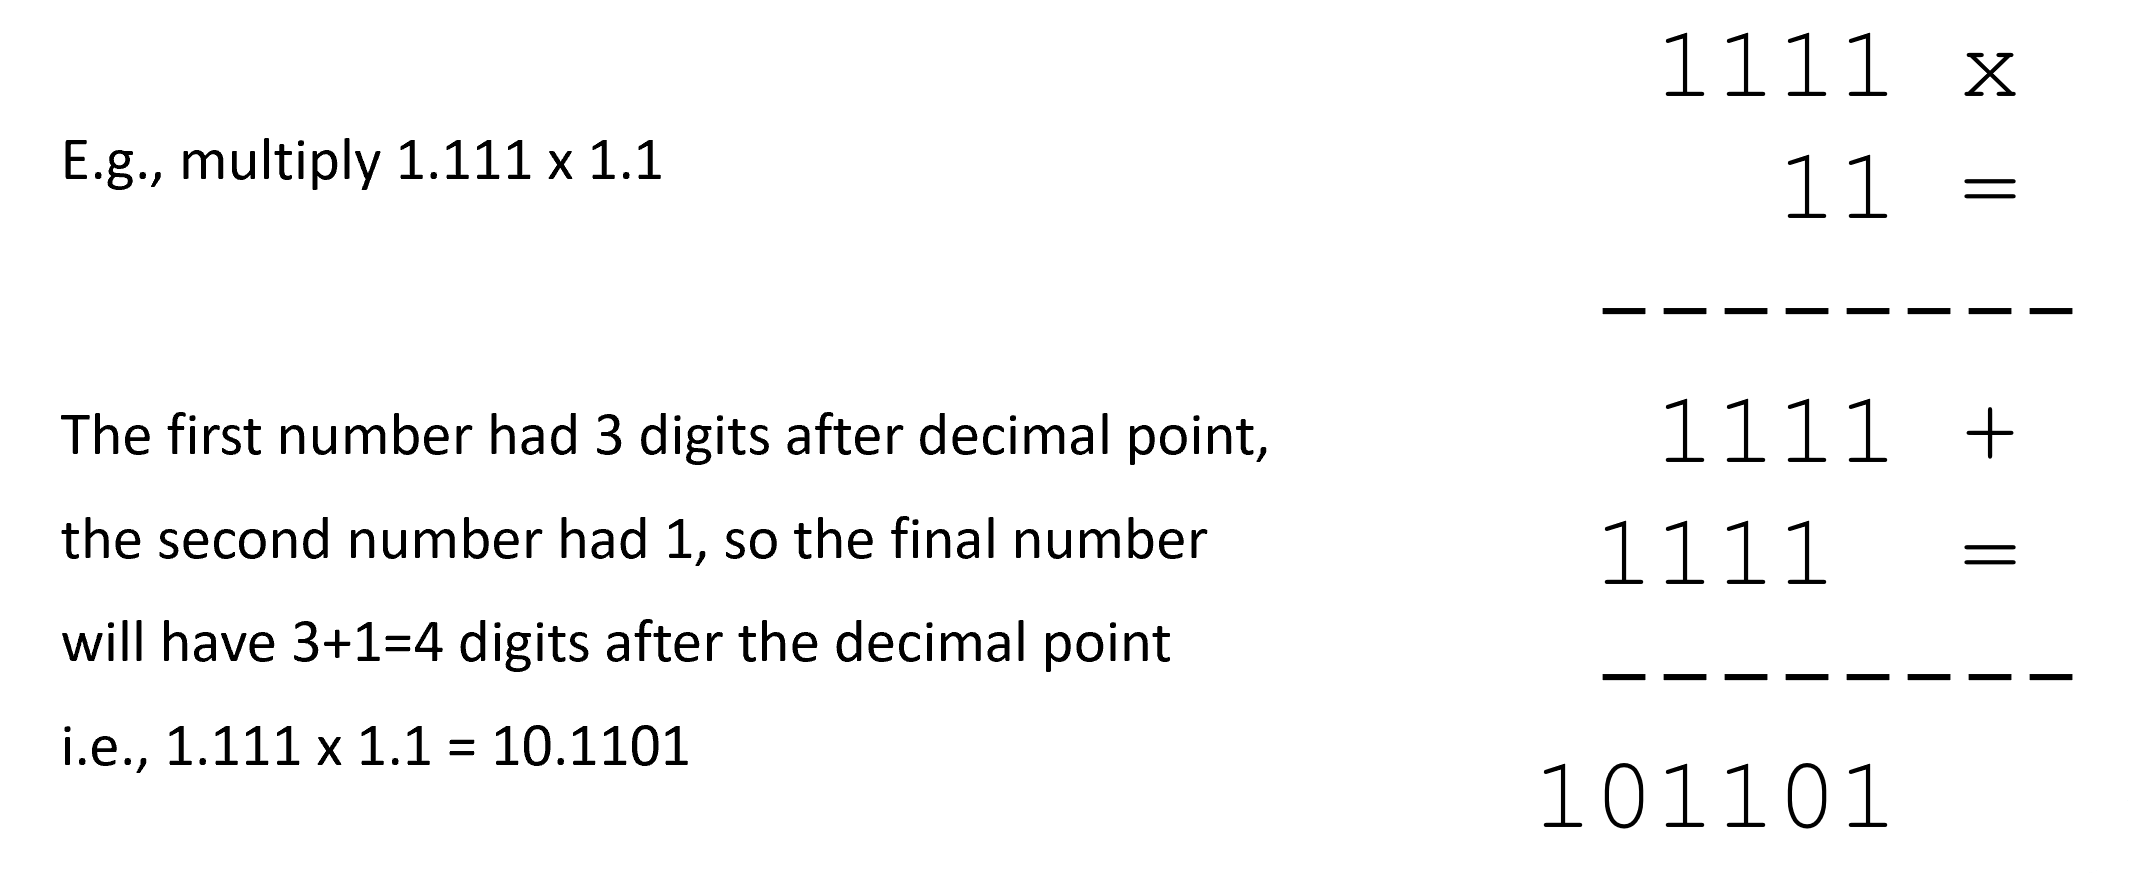 E.g., multiply 1.111 x 1.1
The first number had 3 digits after decimal point,
the second number had 1, so the final number
will have 3+1=4 digits after the decimal point
i.e., 1.111 x 1.1 = 10.1101
1111 x
11 =
--------
1111 +
1111 =
--------
101101